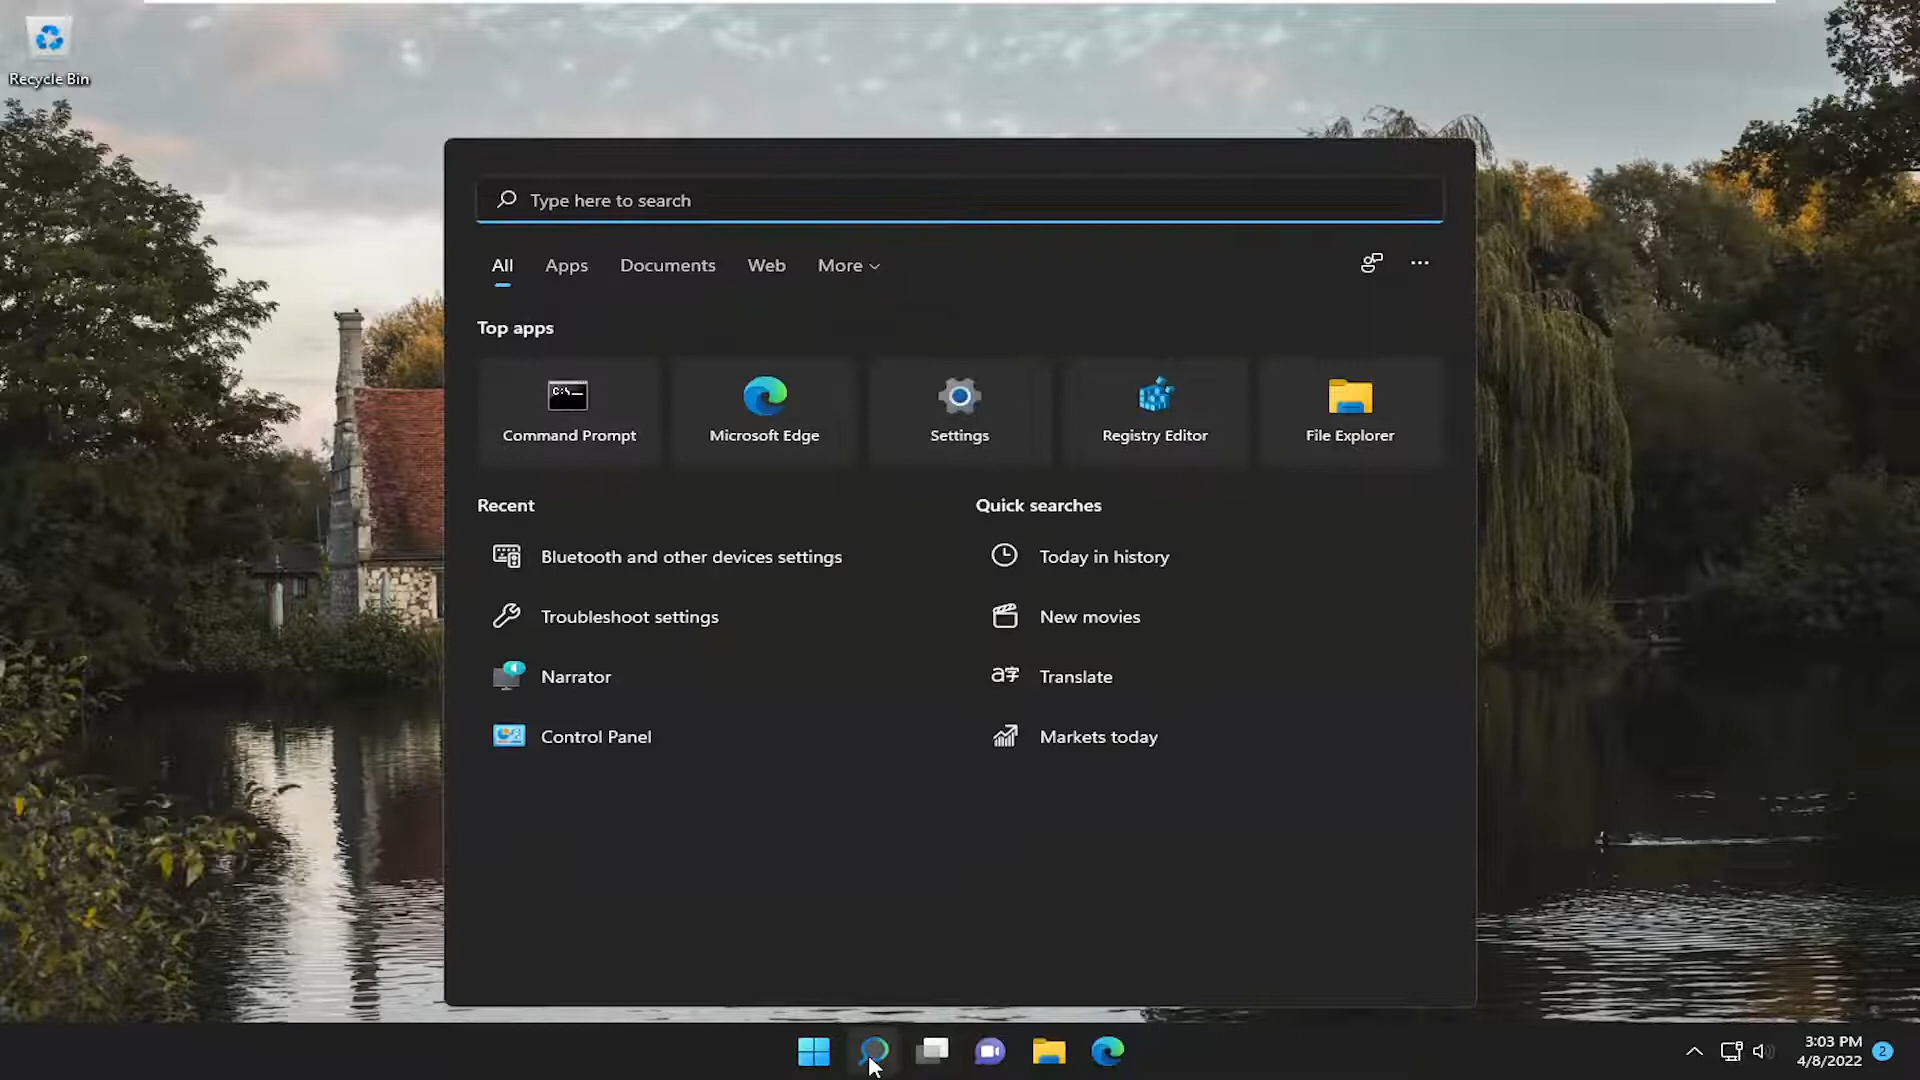 Recycle Bin
Type here to search
All Apps Documents Web More
Top apps
C:\
Command Prompt Microsoft Edge Settings Registry Editor File Explorer
Recent Quick searches
Bluetooth and other devices settings Today in history
Troubleshoot settings New movies
Narrator a字 Translate
Control Panel Markets today
3:03 PM
4/8/2022 2